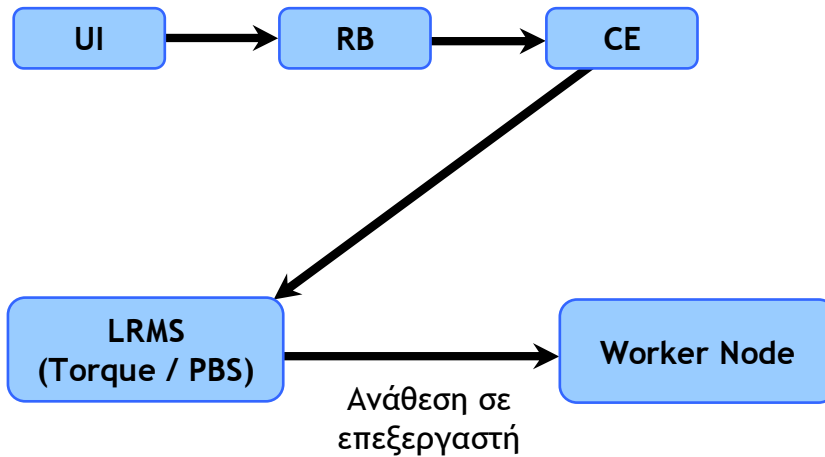 UI
RB
CE
LRMS
(Torque / PBS)
Worker Node
Ανάθεση σε
επεξεργαστή